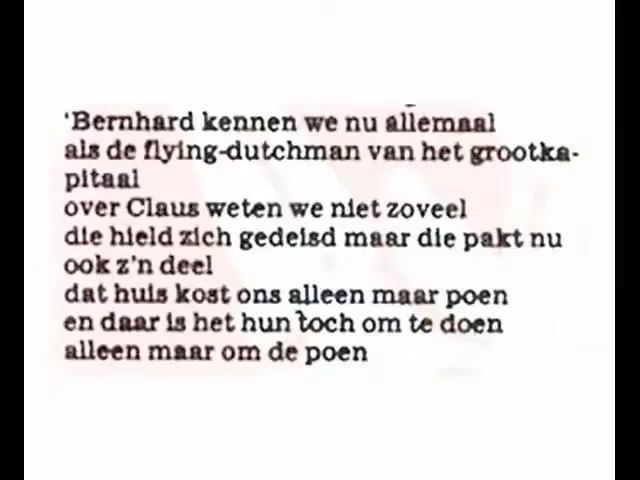 'Bernhard kennen we nu allemaal
als de flying-dutchman van het grootka-
pitaal
over Claus weten we niet zoveel
die hield zich gedeisd maar die pakt nu
ook z'n deel
dat huis kost ons alleen maar poen
en daar is het hun toch om te doen
alleen maar om de poen